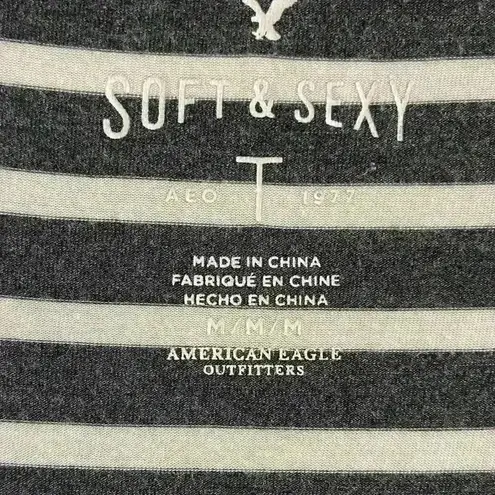 SOFT & SEXY
T
AEO 1977
MADE IN CHINA
FABRIQUÉ EN CHINE
HECHO EN CHINA
M/M/M
AMERICAN EAGLE
OUTFITTERS